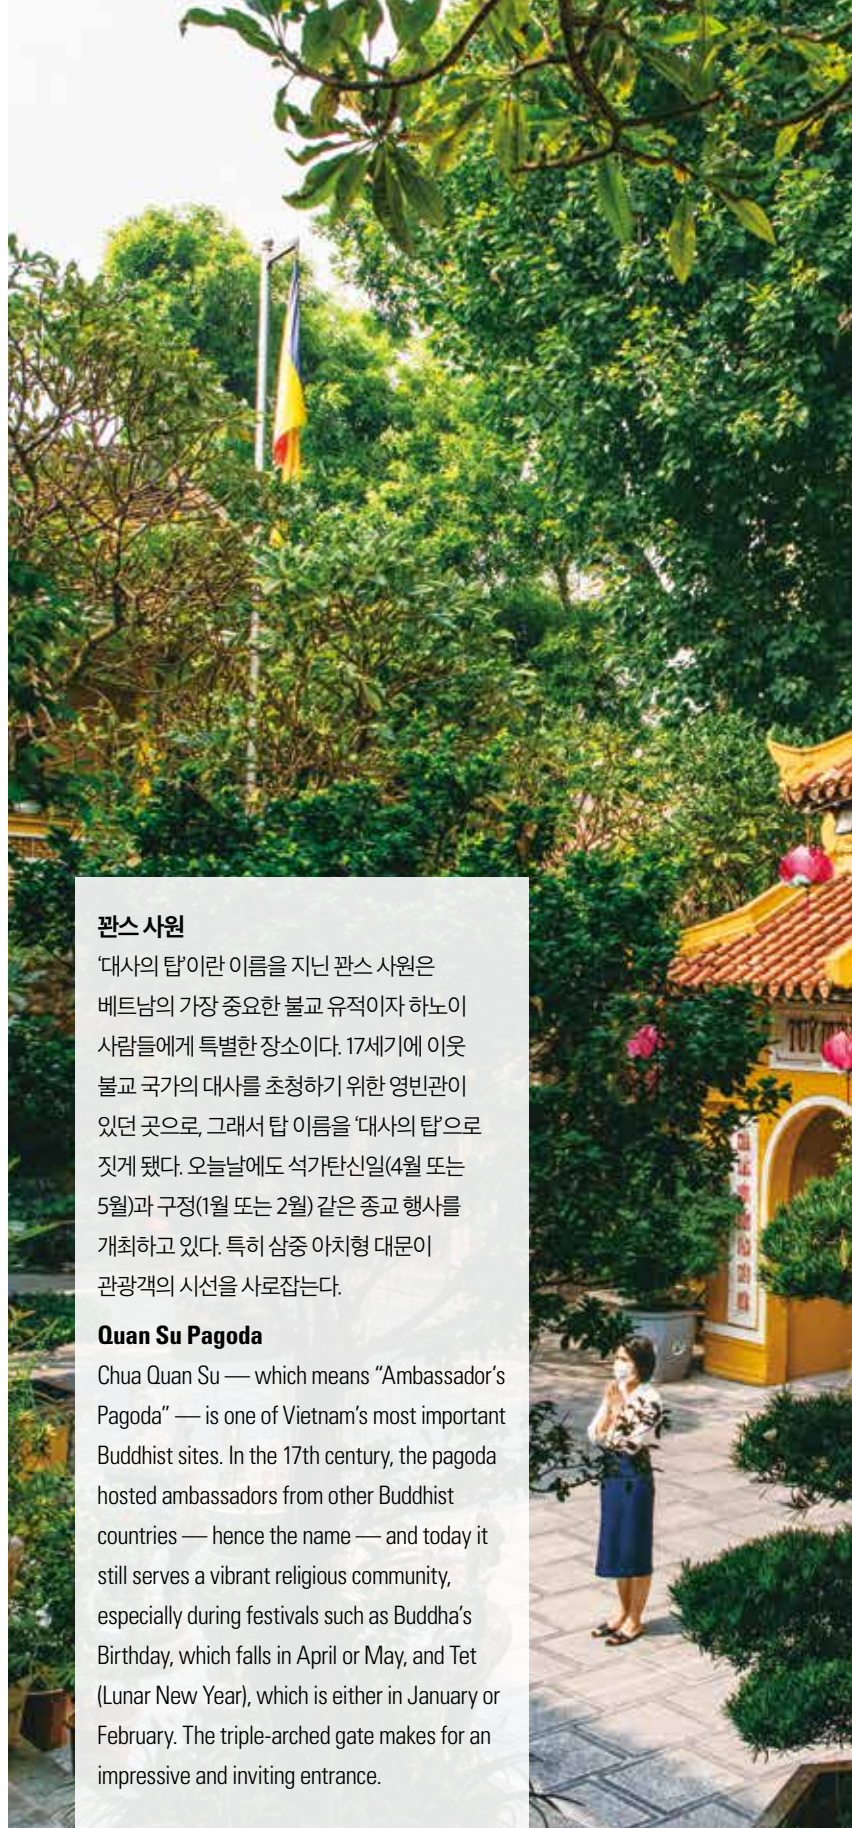 꽌스 사원
‘대사의 탑’이란 이름을 지닌 꽌스 사원은
베트남의 가장 중요한 불교 유적이자 하노이
사람들에게 특별한 장소이다. 17세기에 이웃
불교 국가의 대사를 초청하기 위한 영빈관이
있던 곳으로, 그래서 탑 이름을 ‘대사의 탑’으로
짓게 됐다. 오늘날에도 석가탄신일(4월 또는
5월)과 구정(1월 또는 2월) 같은 종교 행사를
개최하고 있다. 특히 삼중 아치형 대문이
관광객의 시선을 사로잡는다.
Quan Su Pagoda
Chua Quan Su — which means “Ambassador’s
Pagoda” — is one of Vietnam’s most important
Buddhist sites. In the 17th century, the pagoda
hosted ambassadors from other Buddhist
countries — hence the name — and today it
still serves a vibrant religious community,
especially during festivals such as Buddha’s
Birthday, which falls in April or May, and Tet
(Lunar New Year), which is either in January or
February. The triple-arched gate makes for an
impressive and inviting entrance.